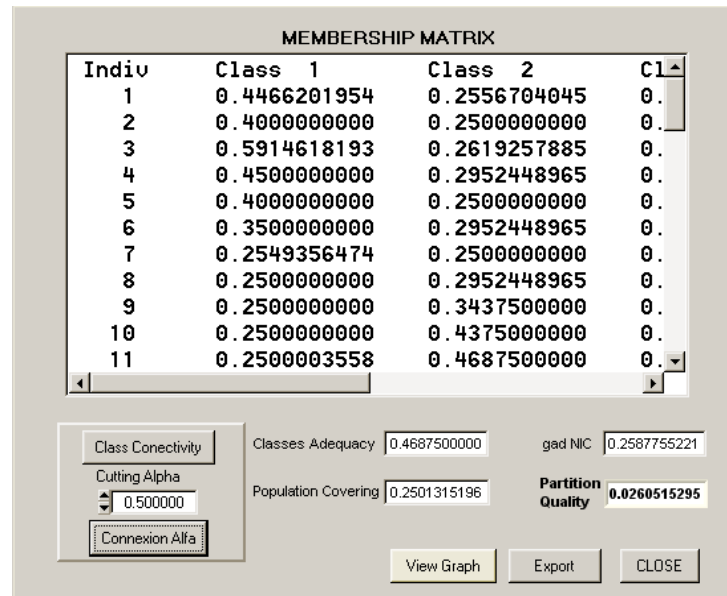 MEMBERSHIP MATRIX
Indiv Class 1 Class 2 Cl
1 0.4466201954 0.2556704045 0.
2 0.4000000000 0.2500000000 0.
3 0.5914618193 0.2619257885 0.
4 0.4500000000 0.2952448965 0.
5 0.4000000000 0.2500000000 0.
6 0.3500000000 0.2952448965 0.
7 0.2549356474 0.2500000000 0.
8 0.2500000000 0.2952448965 0.
9 0.2500000000 0.3437500000 0.
10 0.2500000000 0.4375000000 0.
11 0.2500003558 0.4687500000 0.
Class Conectivity
Cutting Alpha
0.500000
Connexion Alfa
Classes Adequacy 0.4687500000 gad NIC 0.2587755221
Population Covering 0.2501315196 Partition Quality 0.0260515295
View Graph Export CLOSE